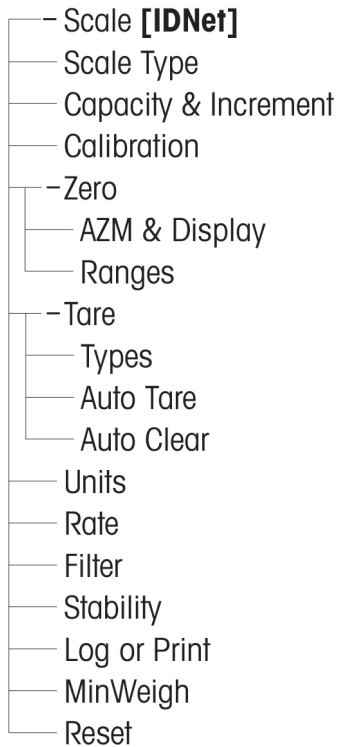 – Scale [IDNet]
Scale Type
Capacity & Increment
Calibration
–Zero
AZM & Display
Ranges
–Tare
Types
Auto Tare
Auto Clear
Units
Rate
Filter
Stability
Log or Print
MinWeigh
Reset